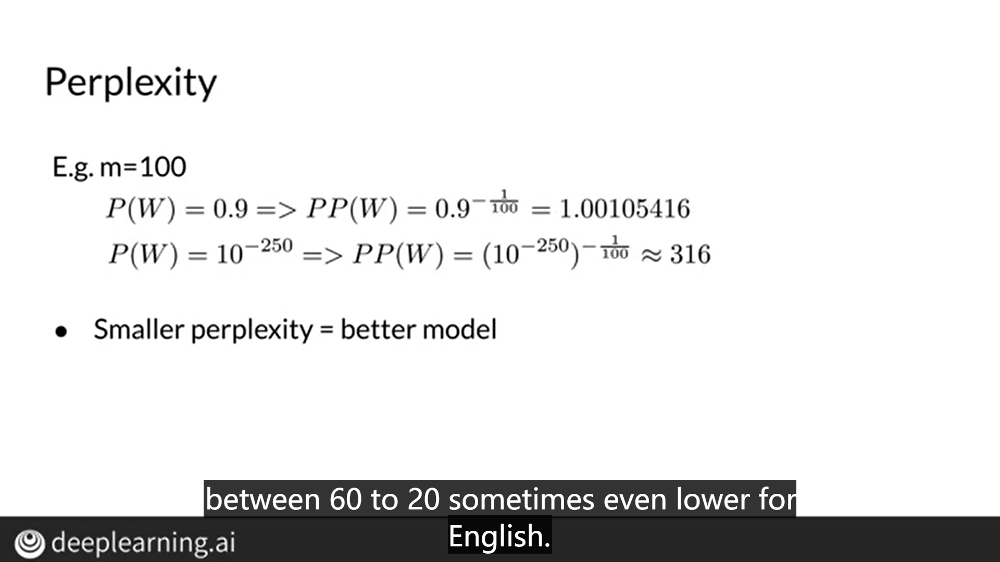 Perplexity
E.g. m=100
P(W) = 0.9 => PP(W) = 0.9^{-\frac{1}{100}} = 1.00105416
P(W) = 10^{-250} => PP(W) = (10^{-250})^{-\frac{1}{100}} ≈ 316
● Smaller perplexity = better model
between 60 to 20 sometimes even lower for
English.
deeplearning.ai